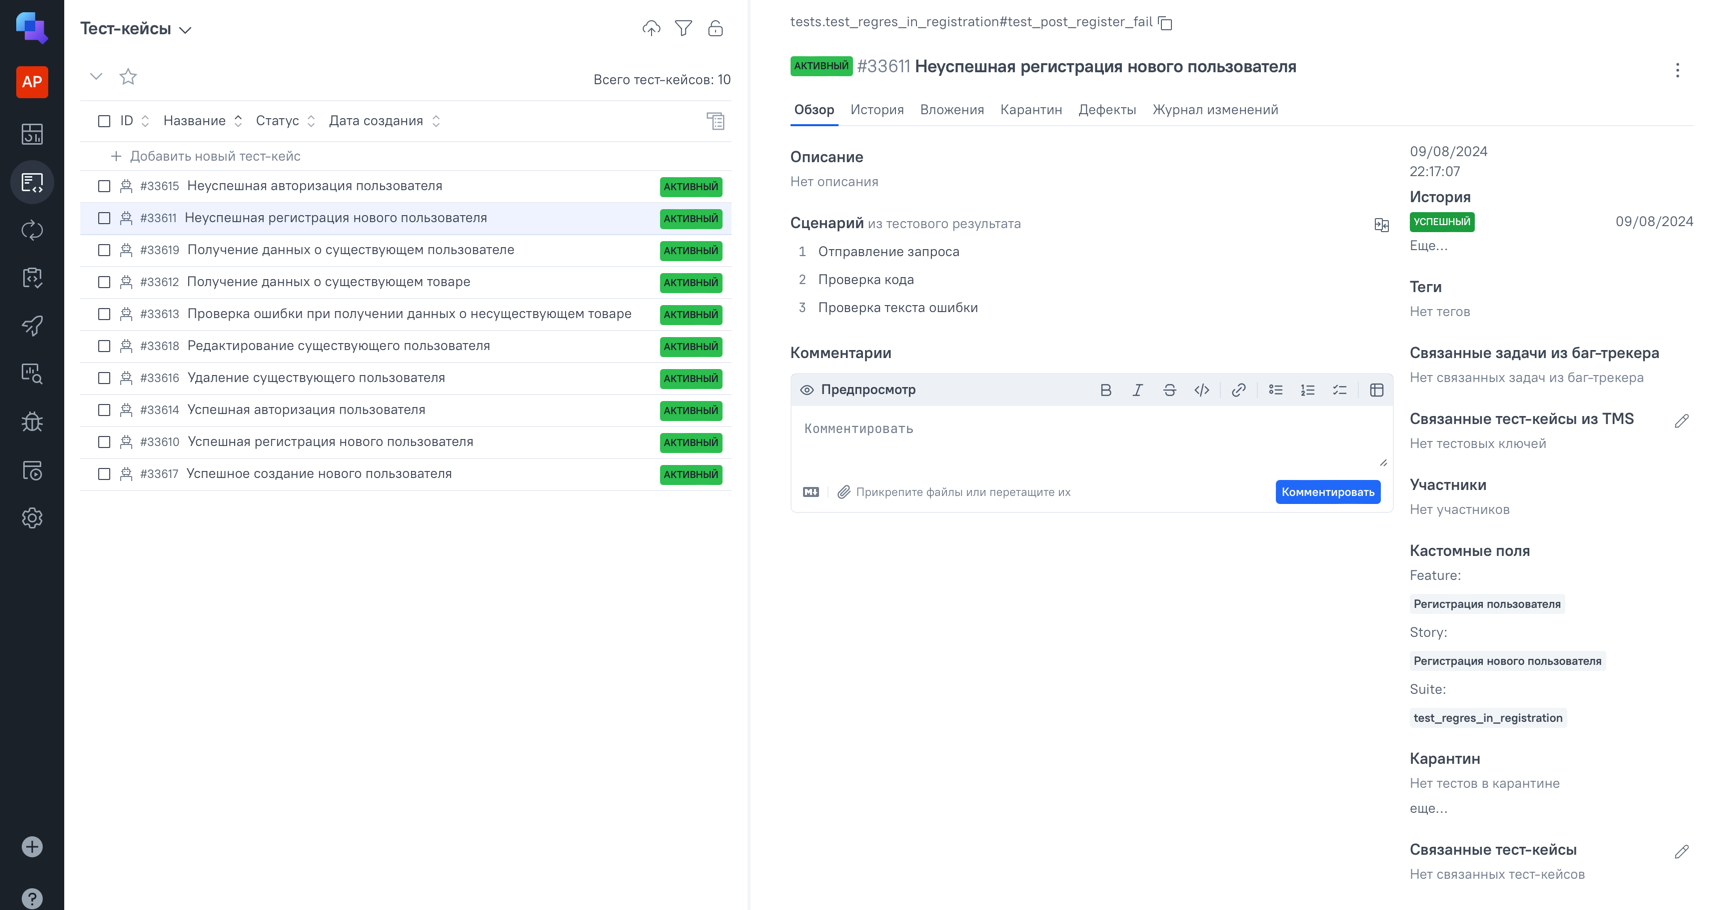 AP
Тест-кейсы
Всего тест-кейсов: 10
ID Название Статус Дата создания
Добавить новый тест-кейс
#33615 Неуспешная авторизация пользователя АКТИВНЫЙ
#33611 Неуспешная регистрация нового пользователя АКТИВНЫЙ
#33619 Получение данных о существующем пользователе АКТИВНЫЙ
#33612 Получение данных о существующем товаре АКТИВНЫЙ
#33613 Проверка ошибки при получении данных о несуществующем товаре АКТИВНЫЙ
#33618 Редактирование существующего пользователя АКТИВНЫЙ
#33616 Удаление существующего пользователя АКТИВНЫЙ
#33614 Успешная авторизация пользователя АКТИВНЫЙ
#33610 Успешная регистрация нового пользователя АКТИВНЫЙ
#33617 Успешное создание нового пользователя АКТИВНЫЙ
tests.test_regres_in_registration#test_post_register_fail
АКТИВНЫЙ #33611 Неуспешная регистрация нового пользователя
Обзор История Вложения Карантин Дефекты Журнал изменений
Описание
Нет описания
Сценарий из тестового результата
1 Отправление запроса
2 Проверка кода
3 Проверка текста ошибки
Комментарии
Предпросмотр
Комментировать
Прикрепите файлы или перетащите их
Комментировать
09/08/2024
22:17:07
История
УСПЕШНЫЙ 09/08/2024
Еще...
Теги
Нет тегов
Связанные задачи из баг-трекера
Нет связанных задач из баг-трекера
Связанные тест-кейсы из TMS
Нет тестовых ключей
Участники
Нет участников
Кастомные поля
Feature:
Регистрация пользователя
Story:
Регистрация нового пользователя
Suite:
test_regres_in_registration
Карантин
Нет тестов в карантине
еще...
Связанные тест-кейсы
Нет связанных тест-кейсов